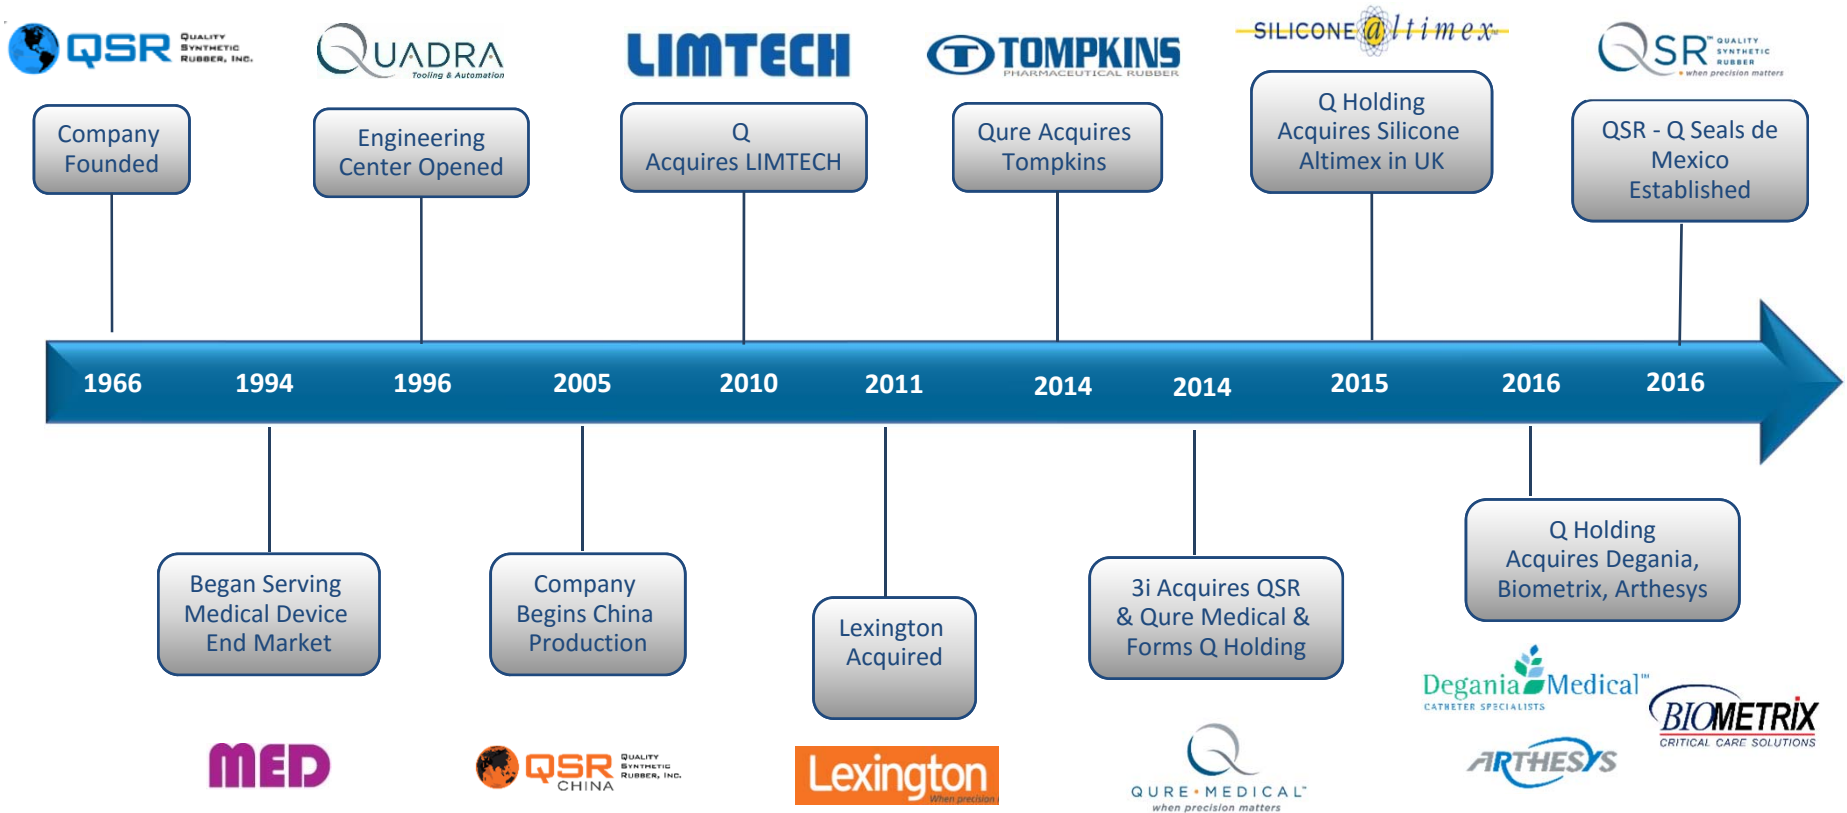 QSR QUALITY
SYNTHETIC
RUBBER, INC.
QUADRA
Tooling & Automation
LIMTECH
T TOMPKINS
PHARMACEUTICAL RUBBER
SILICONE altimex
QSR™ QUALITY
SYNTHETIC
RUBBER
• when precision matters
Company
Founded
Engineering
Center Opened
Q
Acquires LIMTECH
Qure Acquires
Tompkins
Q Holding
Acquires Silicone
Altimex in UK
QSR - Q Seals de
Mexico
Established
1966
1994
1996
2005
2010
2011
2014
2014
2015
2016
2016
Began Serving
Medical Device
End Market
Company
Begins China
Production
Lexington
Acquired
3i Acquires QSR
& Qure Medical &
Forms Q Holding
Q Holding
Acquires Degania,
Biometrix, Arthesys
MED
QSR
CHINA
QUALITY
SYNTHETIC
RUBBER, INC.
Lexington
When precision
Q
QURE•MEDICAL™
when precision matters
Degania Medical™
CATHETER SPECIALISTS
BIOMETRIX
CRITICAL CARE SOLUTIONS
ARTHESYS